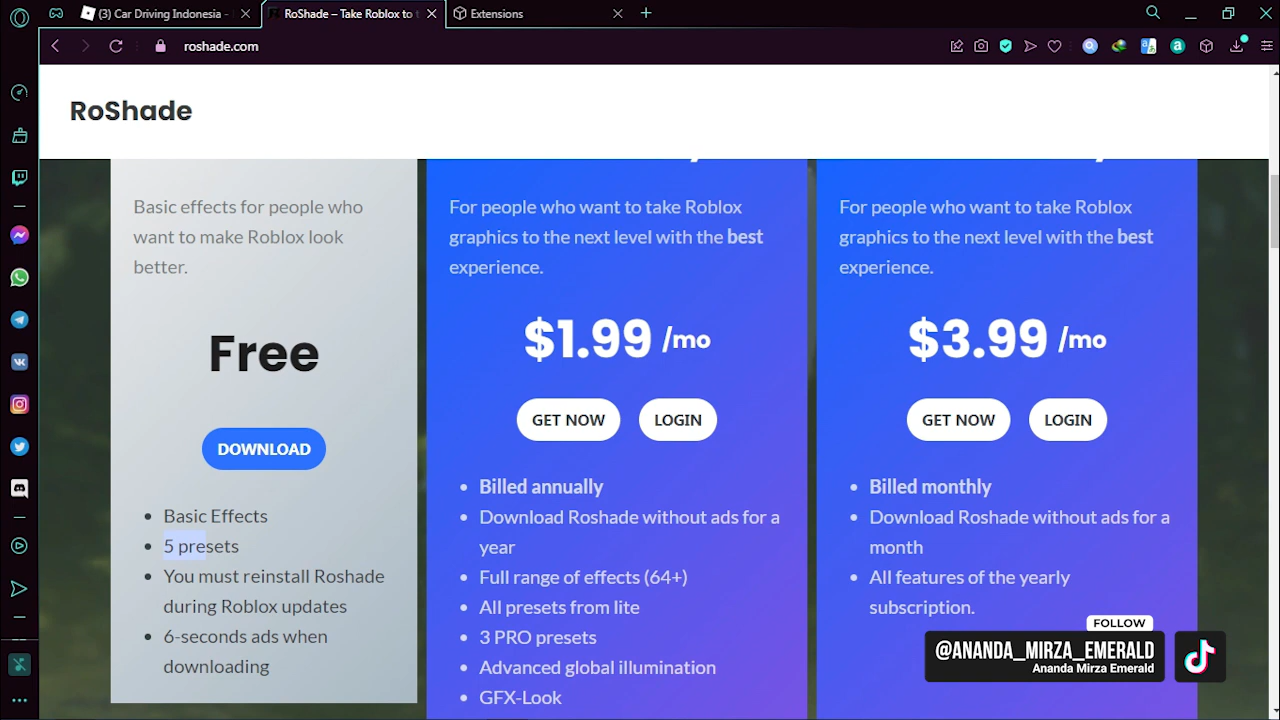 (3) Car Driving Indonesia -
RoShade – Take Roblox to t
Extensions
roshade.com
RoShade
Basic effects for people who
want to make Roblox look
better.
Free
DOWNLOAD
Basic Effects
5 presets
You must reinstall Roshade
during Roblox updates
6-seconds ads when
downloading
For people who want to take Roblox
graphics to the next level with the best
experience.
$1.99 /mo
GET NOW
LOGIN
Billed annually
Download Roshade without ads for a
year
Full range of effects (64+)
All presets from lite
3 PRO presets
Advanced global illumination
GFX-Look
For people who want to take Roblox
graphics to the next level with the best
experience.
$3.99 /mo
GET NOW
LOGIN
Billed monthly
Download Roshade without ads for a
month
All features of the yearly
subscription.
FOLLOW
@ANANDA_MIRZA_EMERALD
Ananda Mirza Emerald